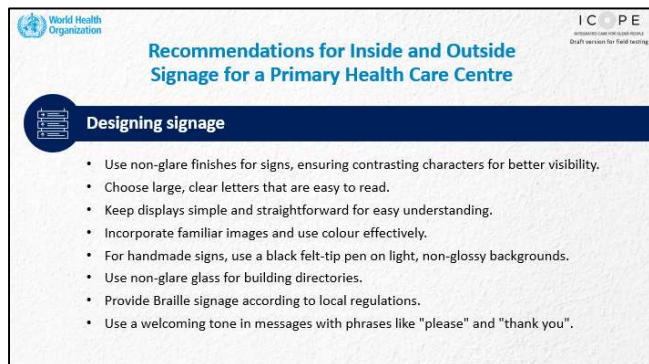 World Health
Organization
ICOPE
INTEGRATED CARE FOR OLDER PEOPLE
Draft version for field testing
Recommendations for Inside and Outside
Signage for a Primary Health Care Centre
Designing signage
• Use non-glare finishes for signs, ensuring contrasting characters for better visibility.
• Choose large, clear letters that are easy to read.
• Keep displays simple and straightforward for easy understanding.
• Incorporate familiar images and use colour effectively.
• For handmade signs, use a black felt-tip pen on light, non-glossy backgrounds.
• Use non-glare glass for building directories.
• Provide Braille signage according to local regulations.
• Use a welcoming tone in messages with phrases like "please" and "thank you".